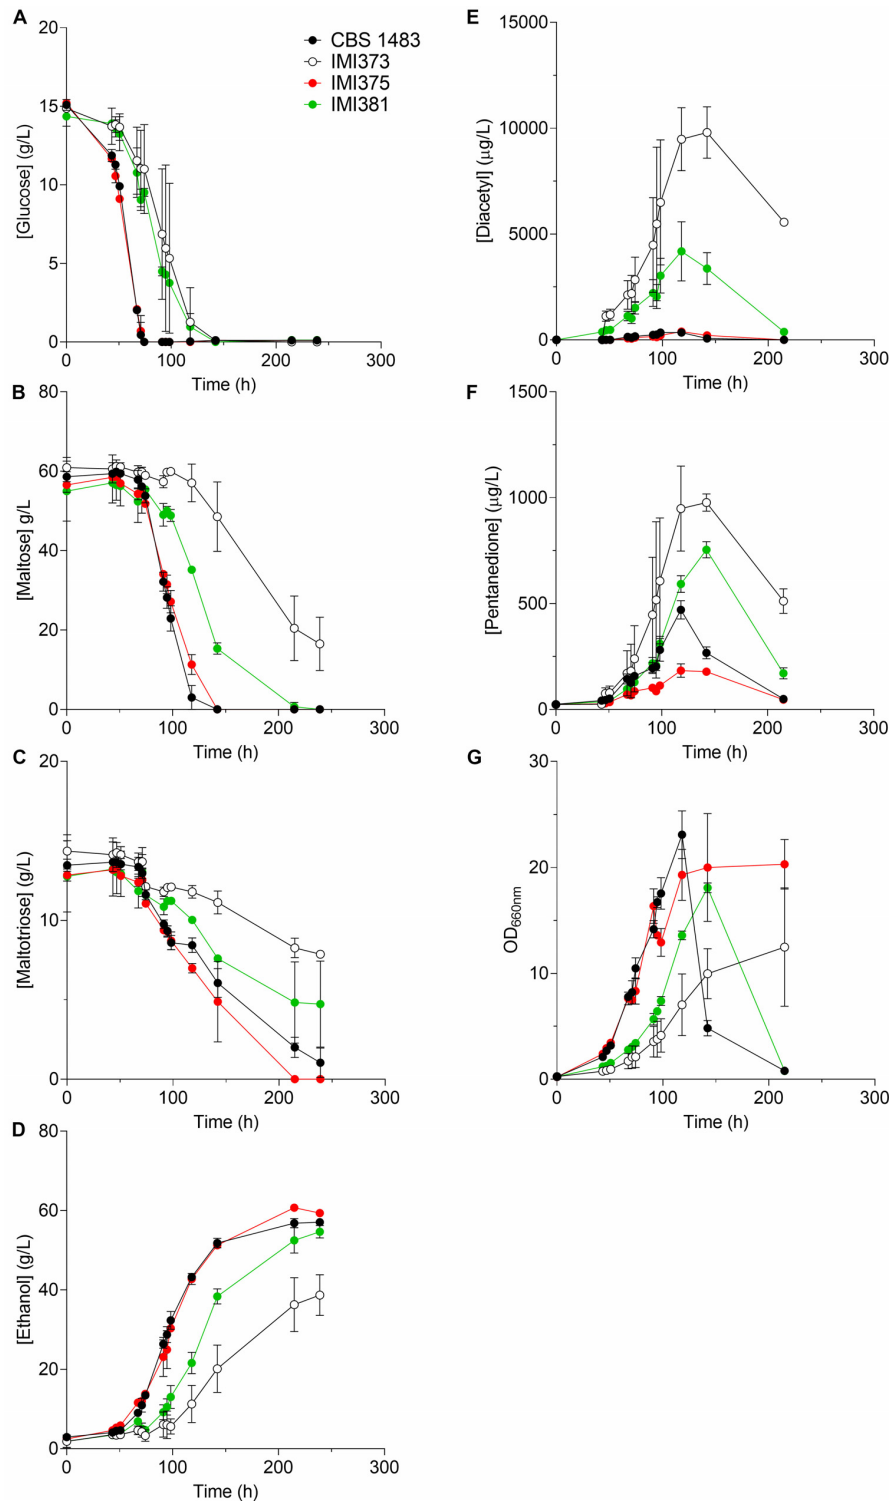 A
[Glucose] (g/L)
20
15
10
5
0
0 100 200 300
Time (h)
CBS 1483
IMI373
IMI375
IMI381
B
[Maltose] g/L
80
60
40
20
0
0 100 200 300
Time (h)
C
[Maltotriose] (g/L)
20
10
0
0 100 200 300
Time (h)
D
[Ethanol] (g/L)
80
60
40
20
0
0 100 200 300
Time (h)
E
[Diacetyl] (µg/L)
15000
10000
5000
0
0 100 200 300
Time (h)
F
[Pentanedione] (µg/L)
1500
1000
500
0
0 100 200 300
Time (h)
G
OD660nm
30
20
10
0
0 100 200 300
Time (h)